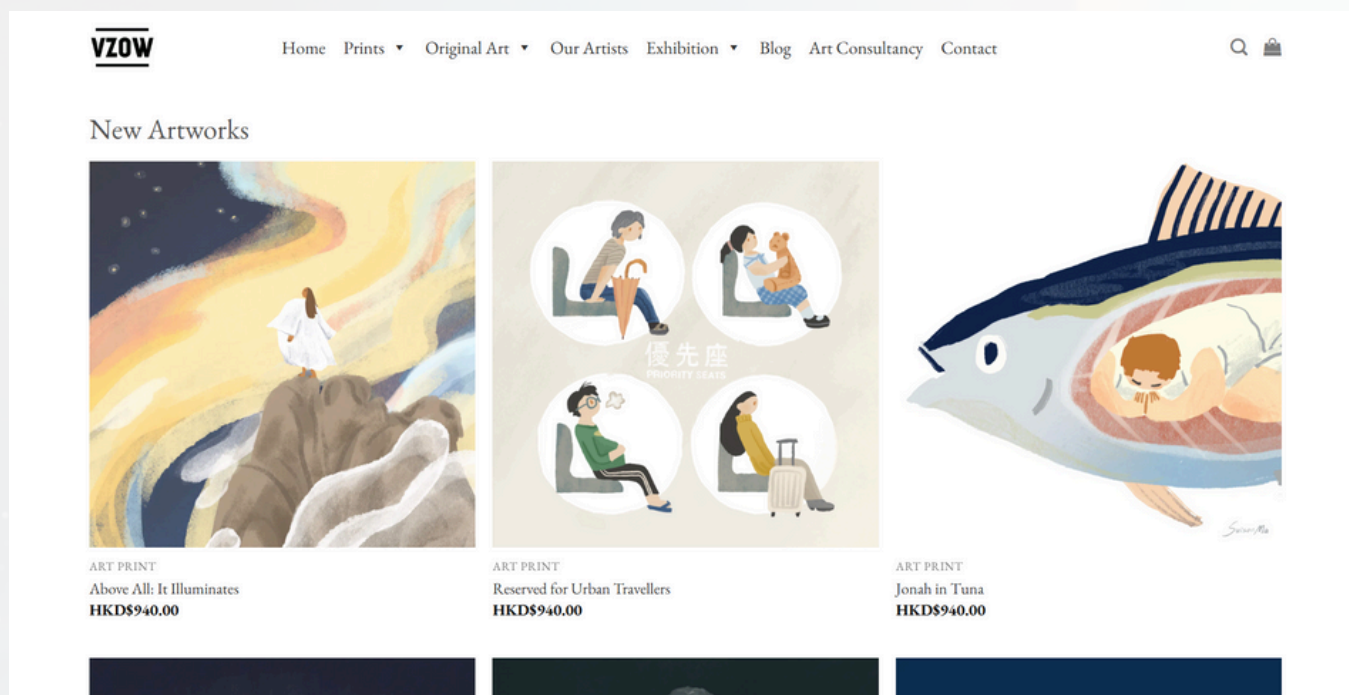 VZOW
Home Prints Original Art Our Artists Exhibition Blog Art Consultancy Contact
New Artworks
優先座
PRIORITY SEATS
ART PRINT
Above All: It Illuminates
HKD$940.00
ART PRINT
Reserved for Urban Travellers
HKD$940.00
ART PRINT
Jonah in Tuna
HKD$940.00